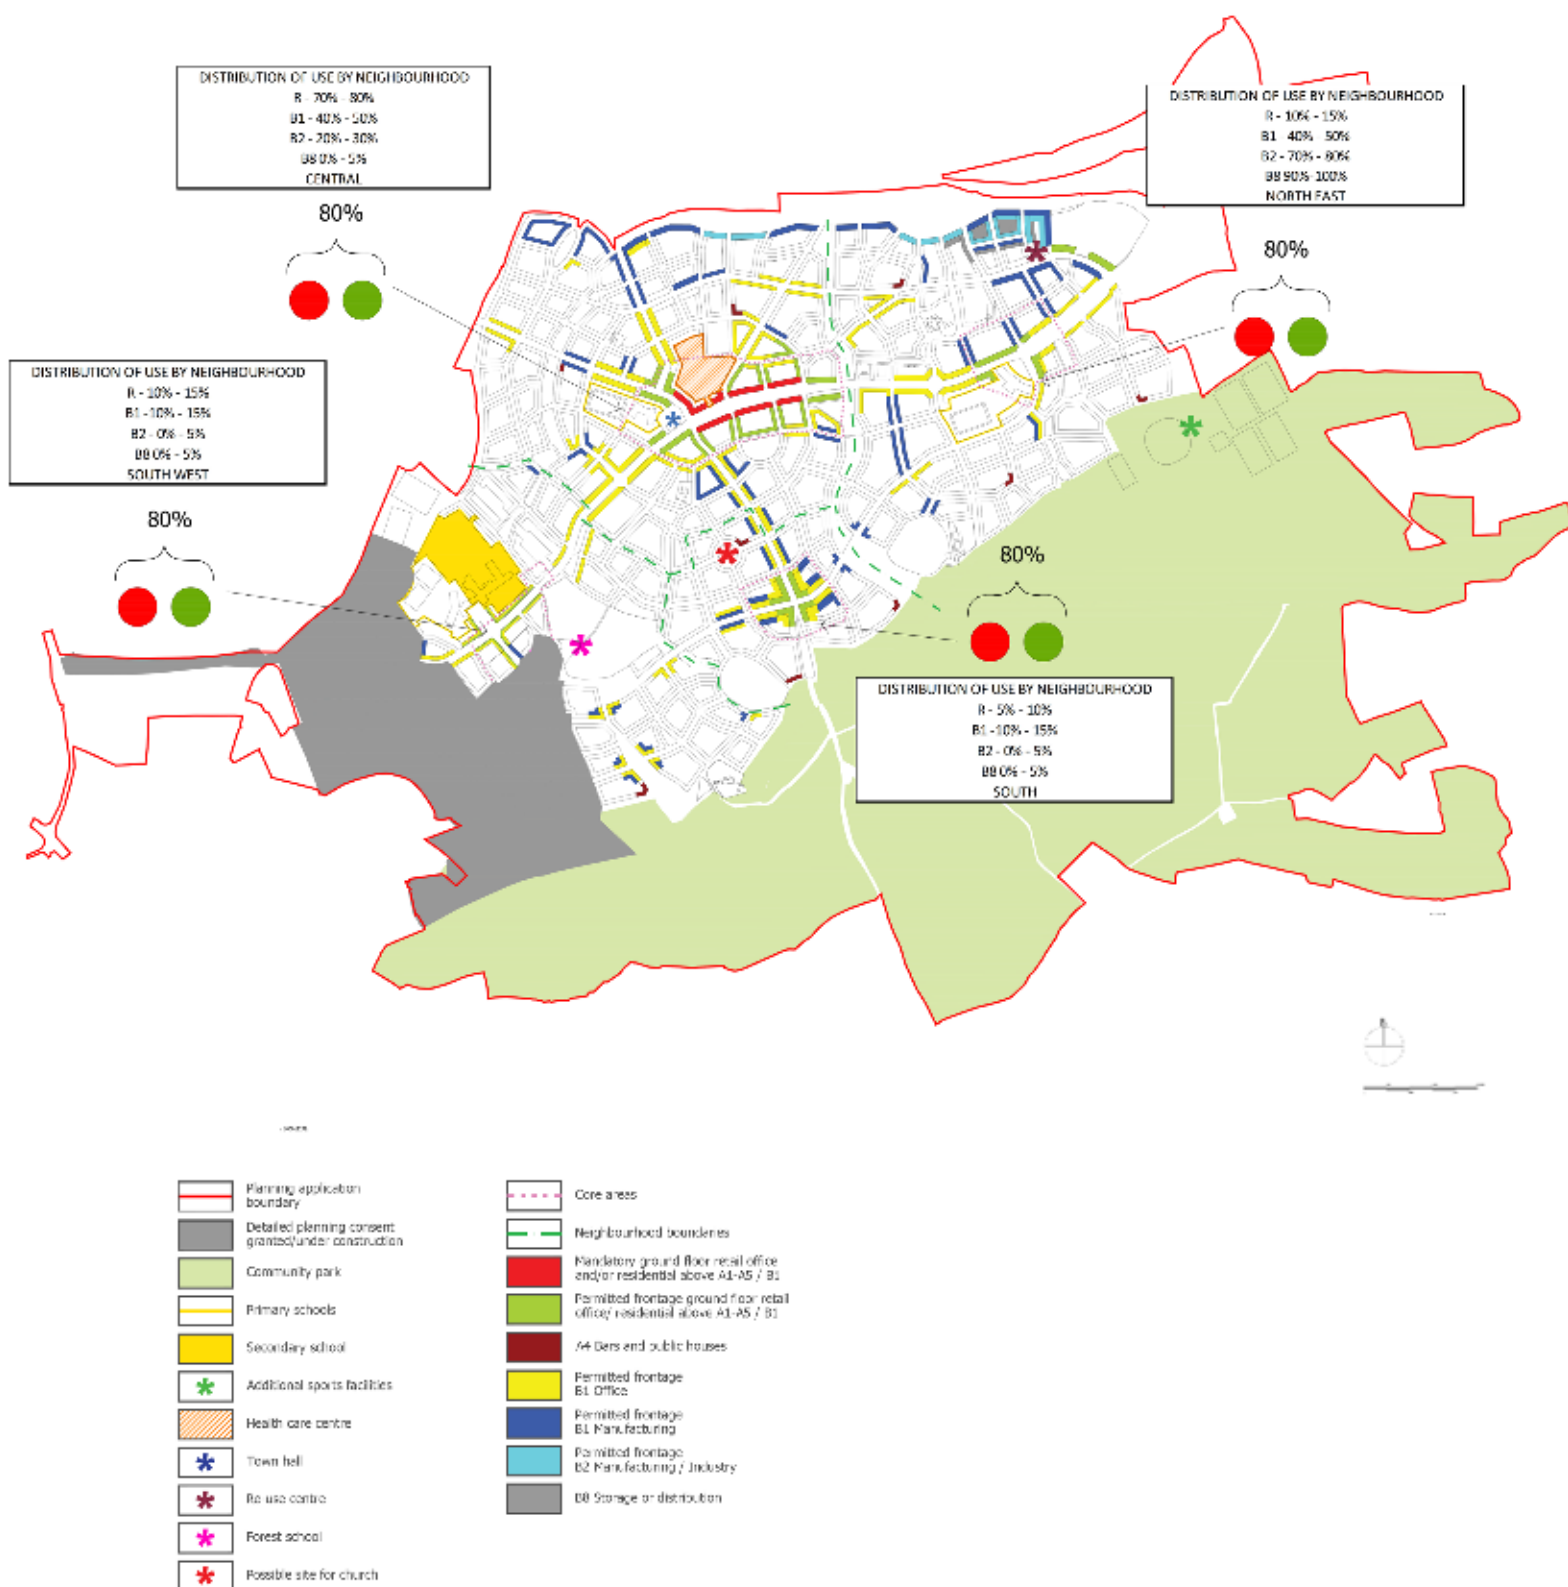 DISTRIBUTION OF USE BY NEIGHBOURHOOD
R - 70% - 80%
B1 - 40% - 50%
B2 - 20% - 30%
B8 0% - 5%
CENTRAL
80%
DISTRIBUTION OF USE BY NEIGHBOURHOOD
R - 10% - 15%
B1 - 40% - 50%
B2 - 70% - 80%
B8 90% - 100%
NORTH EAST
80%
DISTRIBUTION OF USE BY NEIGHBOURHOOD
R - 10% - 15%
B1 - 10% - 15%
B2 - 0% - 5%
B8 0% - 5%
SOUTH WEST
80%
80%
DISTRIBUTION OF USE BY NEIGHBOURHOOD
R - 5% - 10%
B1 - 10% - 15%
B2 - 0% - 5%
B8 0% - 5%
SOUTH
Planning application
boundary
Detailed planning consent
granted/under construction
Community park
Primary schools
Secondary school
Additional sports facilities
Health care centre
Town hall
Re use centre
Forest school
Possible site for church
Core areas
Neighbourhood boundaries
Mandatory ground floor retail office
and/or residential above A1-A5 / B1
Permitted frontage ground floor retail
office/ residential above A1-A5 / B1
A4 Bars and public houses
Permitted frontage
B1 Office
Permitted frontage
B1 Manufacturing
Permitted frontage
B2 Manufacturing / Industry
B8 Storage or distribution